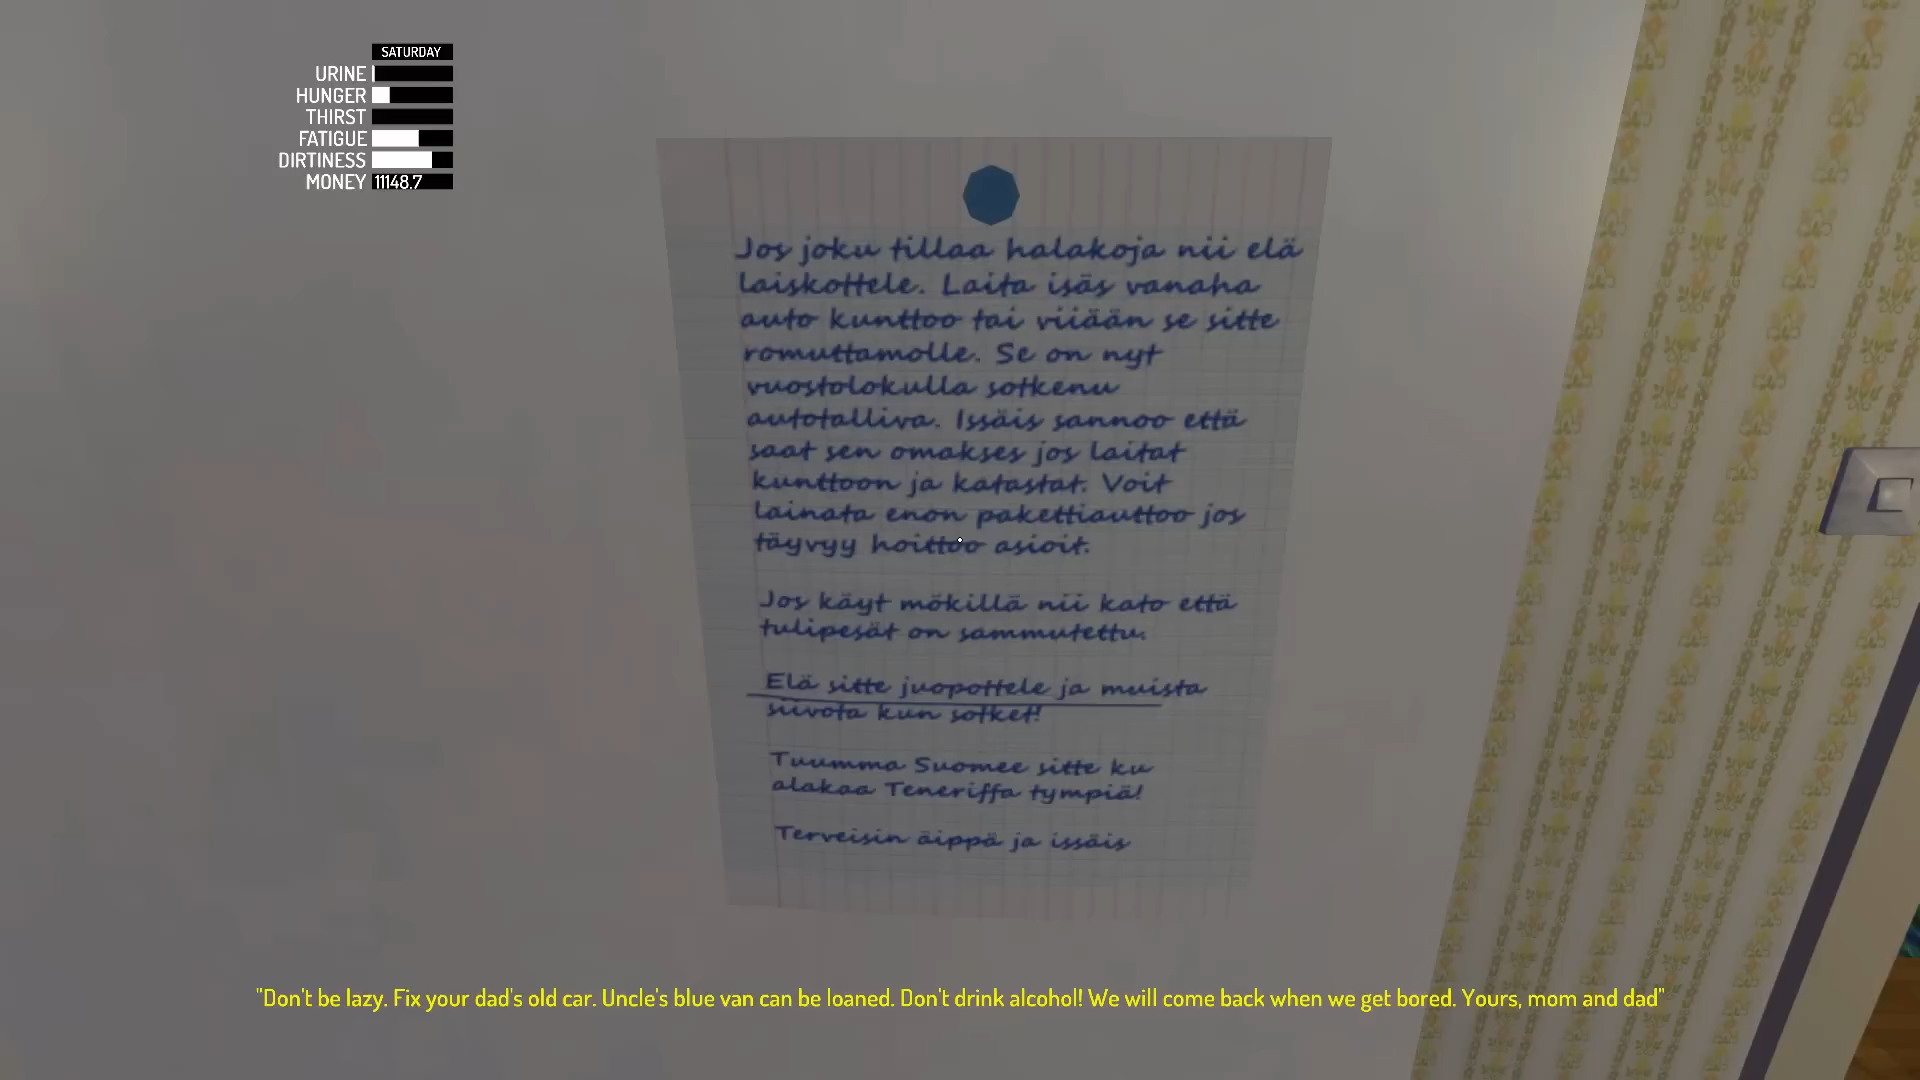 SATURDAY
URINE
HUNGER
THIRST
FATIGUE
DIRTINESS
MONEY 11148.7
Jos joku tillaa halakoja nii elä
laiskottele. Laita isäs vanaha
auto kunttoo tai viiään se sitte
romuttamolle. Se on nyt
vuostolokulla sotkenu
autotalliva. Issäis sannoo että
saat sen omakses jos laitat
kunttoon ja katastat. Voit
lainata enon pakettiauttoo jos
täyvyy hoittoo asioit.
Jos käyt mökillä nii kato että
tulipesät on sammutettu.
Elä sitte juopottele ja muista
siivota kun sotket!
Tuumma Suomee sitte ku
alakaa Teneriffa tympiä!
Terveisin äippä ja issäis
"Don't be lazy. Fix your dad's old car. Uncle's blue van can be loaned. Don't drink alcohol! We will come back when we get bored. Yours, mom and dad"